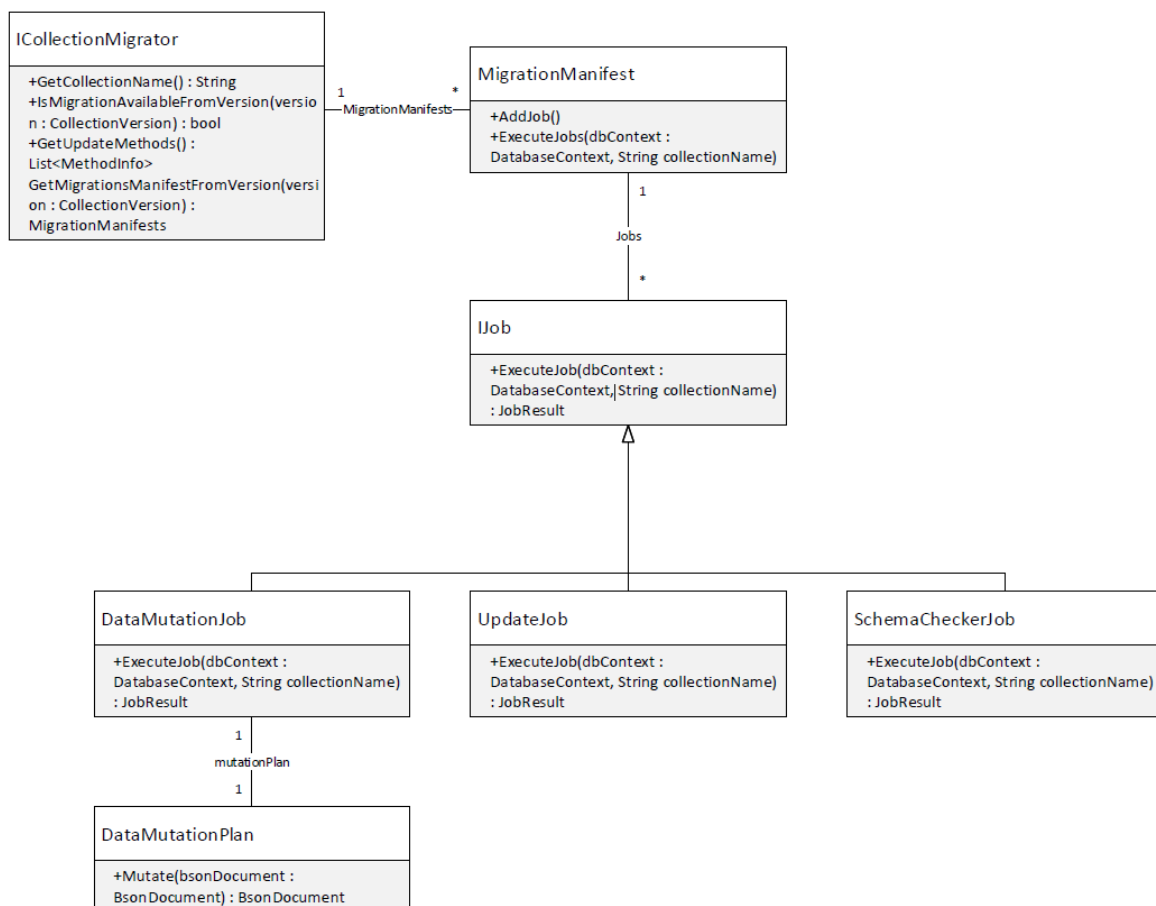 ICollectionMigrator
+GetCollectionName() : String
+IsMigrationAvailableFromVersion(versio
n : CollectionVersion) : bool
+GetUpdateMethods() :
List<MethodInfo>
GetMigrationsManifestFromVersion(versi
on : CollectionVersion) :
MigrationManifests
1
*
MigrationManifests
MigrationManifest
+AddJob()
+ExecuteJobs(dbContext :
DatabaseContext, String collectionName)
1
Jobs
*
IJob
+ExecuteJob(dbContext :
DatabaseContext, String collectionName)
: JobResult
DataMutationJob
+ExecuteJob(dbContext :
DatabaseContext, String collectionName)
: JobResult
UpdateJob
+ExecuteJob(dbContext :
DatabaseContext, String collectionName)
: JobResult
SchemaCheckerJob
+ExecuteJob(dbContext :
DatabaseContext, String collectionName)
: JobResult
1
mutationPlan
1
DataMutationPlan
+Mutate(bsonDocument :
BsonDocument) : BsonDocument